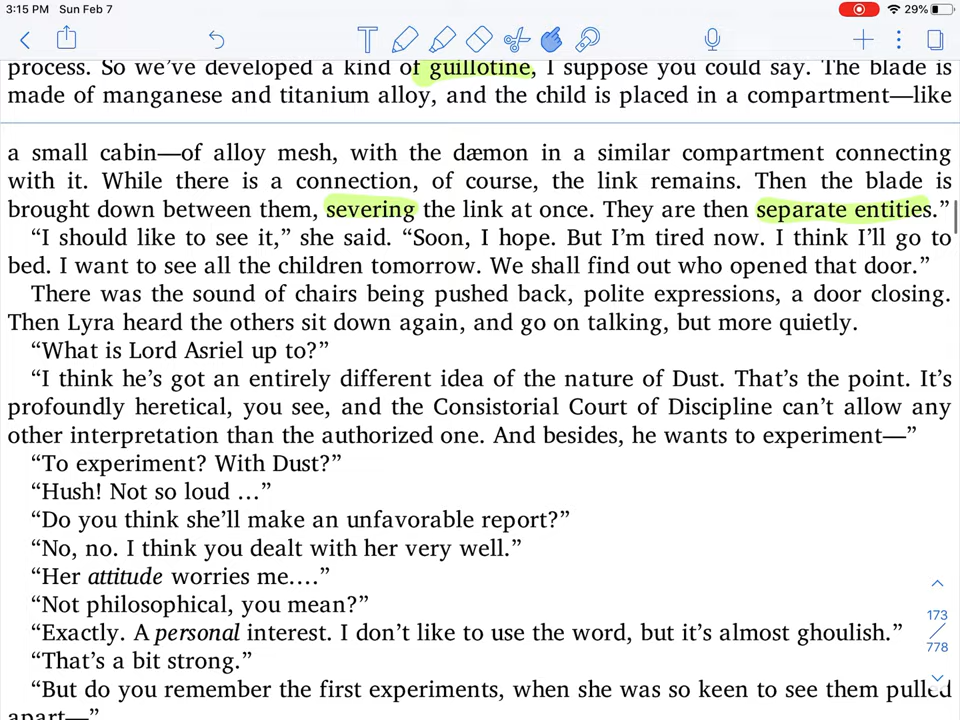 3:15 PM Sun Feb 7
29%
process. So we’ve developed a kind of guillotine, I suppose you could say. The blade is
made of manganese and titanium alloy, and the child is placed in a compartment—like
a small cabin—of alloy mesh, with the dæmon in a similar compartment connecting
with it. While there is a connection, of course, the link remains. Then the blade is
brought down between them, severing the link at once. They are then separate entities.”
“I should like to see it,” she said. “Soon, I hope. But I’m tired now. I think I’ll go to
bed. I want to see all the children tomorrow. We shall find out who opened that door.”
There was the sound of chairs being pushed back, polite expressions, a door closing.
Then Lyra heard the others sit down again, and go on talking, but more quietly.
“What is Lord Asriel up to?”
“I think he’s got an entirely different idea of the nature of Dust. That’s the point. It’s
profoundly heretical, you see, and the Consistorial Court of Discipline can’t allow any
other interpretation than the authorized one. And besides, he wants to experiment—”
“To experiment? With Dust?”
“Hush! Not so loud …”
“Do you think she’ll make an unfavorable report?”
“No, no. I think you dealt with her very well.”
“Her attitude worries me.…”
“Not philosophical, you mean?”
“Exactly. A personal interest. I don’t like to use the word, but it’s almost ghoulish.”
“That’s a bit strong.”
“But do you remember the first experiments, when she was so keen to see them pulled
apart—”
173
778